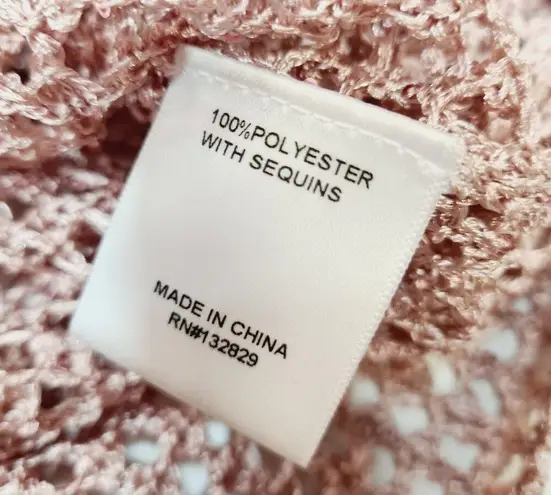 100%POLYESTER
WITH SEQUINS
MADE IN CHINA
RN#132829